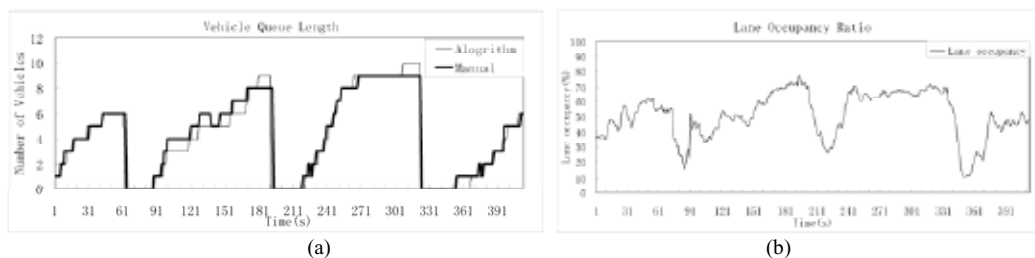 Vehicle Queue Length
Number of Vehicles
12
10
8
6
4
2
0
Alogrithm
Manual
1 31 61 91 121 151 181 211 241 271 301 331 361 391
Time(s)
(a)
Lane Occupancy Ratio
Lane occupancy(%)
100
90
80
70
60
50
40
30
20
10
0
Lane occupancy
1 31 61 91 121 151 181 211 241 271 301 331 361 391
Time(s)
(b)